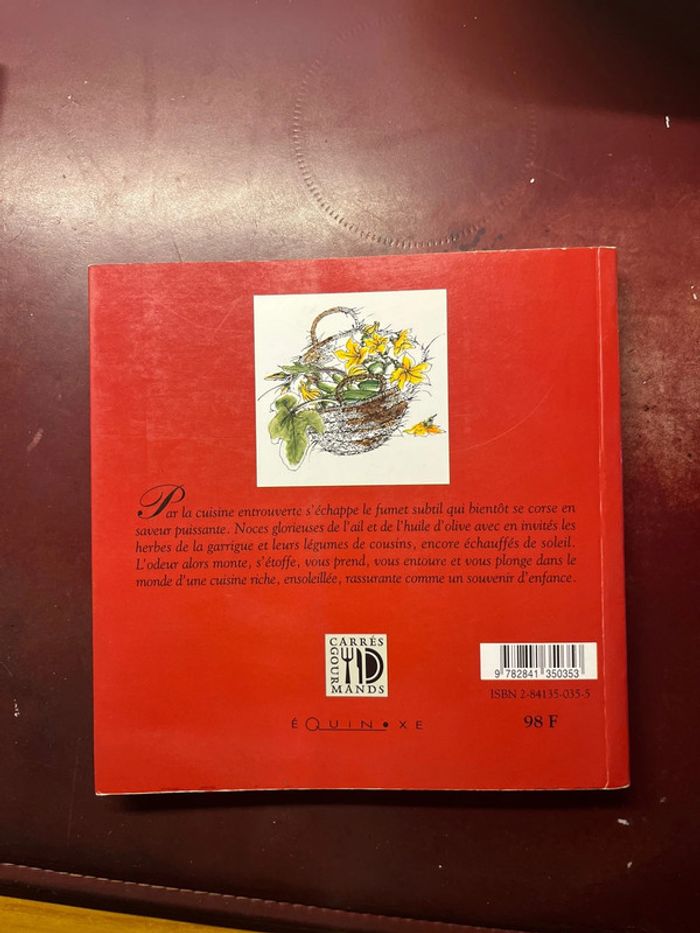 Par la cuisine entrouverte s'échappe le fumet subtil qui bientôt se corse en
saveur puissante. Noces glorieuses de l'ail et de l'huile d'olive avec en invités les
herbes de la garrigue et leurs légumes de cousins, encore échauffés de soleil.
L'odeur alors monte, s'étoffe, vous prend, vous entoure et vous plonge dans le
monde d'une cuisine riche, ensoleillée, rassurante comme un souvenir d'enfance.
CARRÉS
GOUR
MANDS
ÉQUINOXE
9 782841 350353
ISBN 2-84135-035-5
98 F